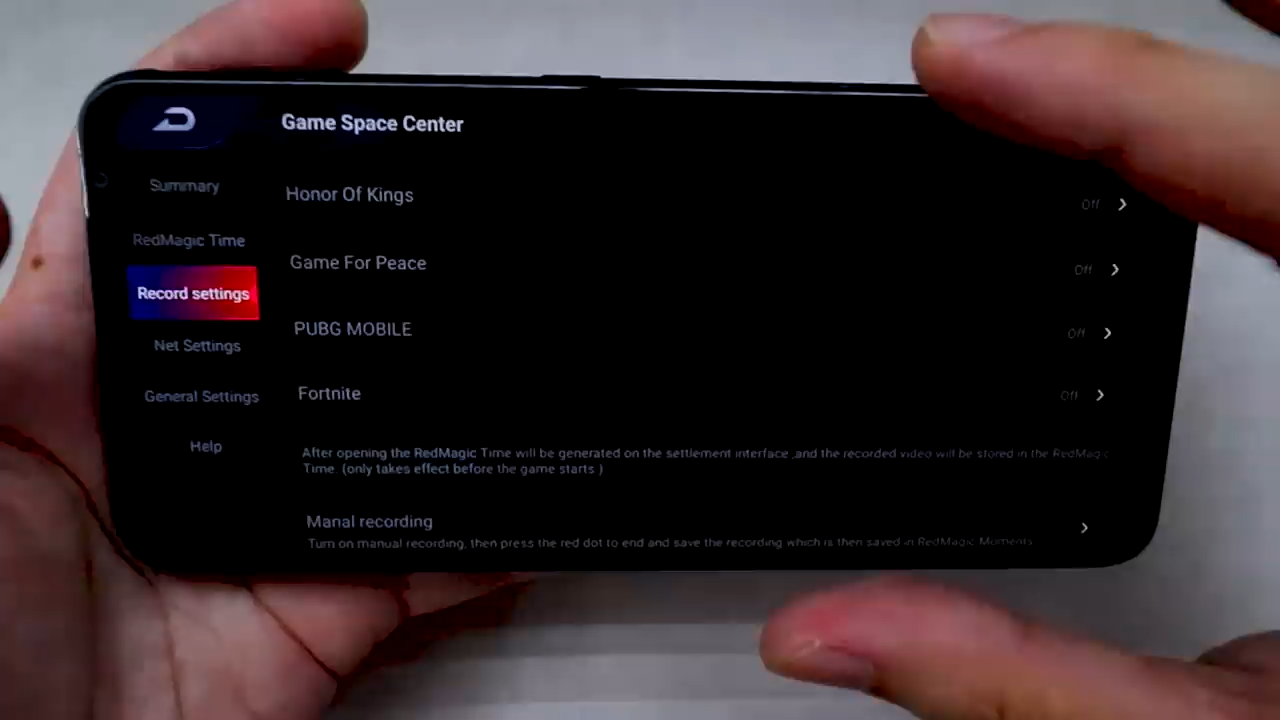 Game Space Center
Summary
RedMagic Time
Record settings
Net Settings
General Settings
Help
Honor Of Kings
Off
Game For Peace
Off
PUBG MOBILE
Off
Fortnite
Off
After opening the RedMagic Time will be generated on the settlement interface ,and the recorded video will be stored in the RedMagic
Time. (only takes effect before the game starts.)
Manal recording
Turn on manual recording, then press the red dot to end and save the recording which is then saved in RedMagic Moments